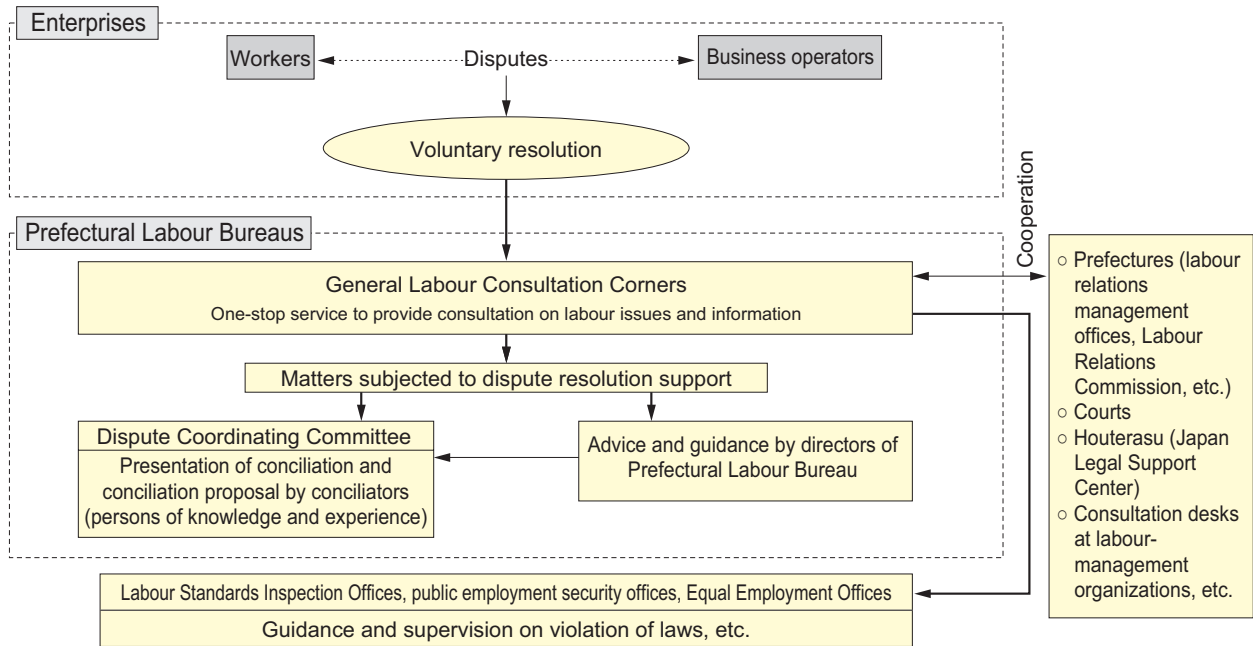 Enterprises
Workers
Disputes
Business operators
Voluntary resolution
Cooperation
Prefectural Labour Bureaus
General Labour Consultation Corners
One-stop service to provide consultation on labour issues and information
Matters subjected to dispute resolution support
Dispute Coordinating Committee
Presentation of conciliation and
conciliation proposal by conciliators
(persons of knowledge and experience)
Advice and guidance by directors of
Prefectural Labour Bureau
○ Prefectures (labour
relations
management
offices, Labour
Relations
Commission, etc.)
○ Courts
○ Houterasu (Japan
Legal Support
Center)
○ Consultation desks
at labour-
management
organizations, etc.
Labour Standards Inspection Offices, public employment security offices, Equal Employment Offices
Guidance and supervision on violation of laws, etc.